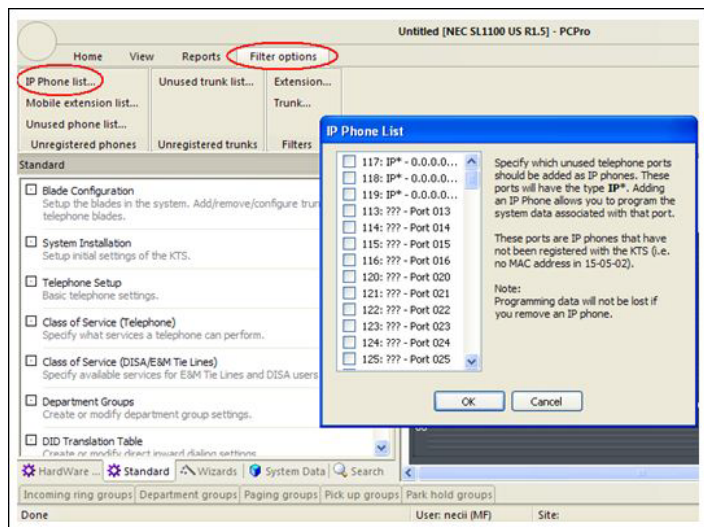 Untitled [NEC SL1100 US R1.5] - PCPro
Home View Reports Filter options
IP Phone list... Unused trunk list... Extension...
Mobile extension list... Trunk...
Unused phone list...
Unregistered phones Unregistered trunks Filters
Standard
Blade Configuration
Setup the blades in the system. Add/remove/configure
telephone blades.
System Installation
Setup initial settings of the KTS.
Telephone Setup
Basic telephone settings.
Class of Service (Telephone)
Specify what services a telephone can perform.
Class of Service (DISA/E&M Tie Lines)
Specify available services for E&M Tie Lines and DISA users
Department Groups
Create or modify department group settings.
DID Translation Table
Create or modify direct inward dialing settings.
IP Phone List
117: IP* - 0.0.0.0...
118: IP* - 0.0.0.0...
119: IP* - 0.0.0.0...
113: ??? - Port 013
114: ??? - Port 014
115: ??? - Port 015
116: ??? - Port 016
120: ??? - Port 020
121: ??? - Port 021
122: ??? - Port 022
123: ??? - Port 023
124: ??? - Port 024
125: ??? - Port 025
Specify which unused telephone ports
should be added as IP phones. These
ports will have the type IP*. Adding
an IP Phone allows you to program the
system data associated with that port.
These ports are IP phones that have
not been registered with the KTS (i.e.
no MAC address in 15-05-02).
Note:
Programming data will not be lost if
you remove an IP phone.
OK Cancel
HardWare ... Standard Wizards System Data Search
Incoming ring groups Department groups Paging groups Pick up groups Park hold groups
Done User: necii (MF) Site: